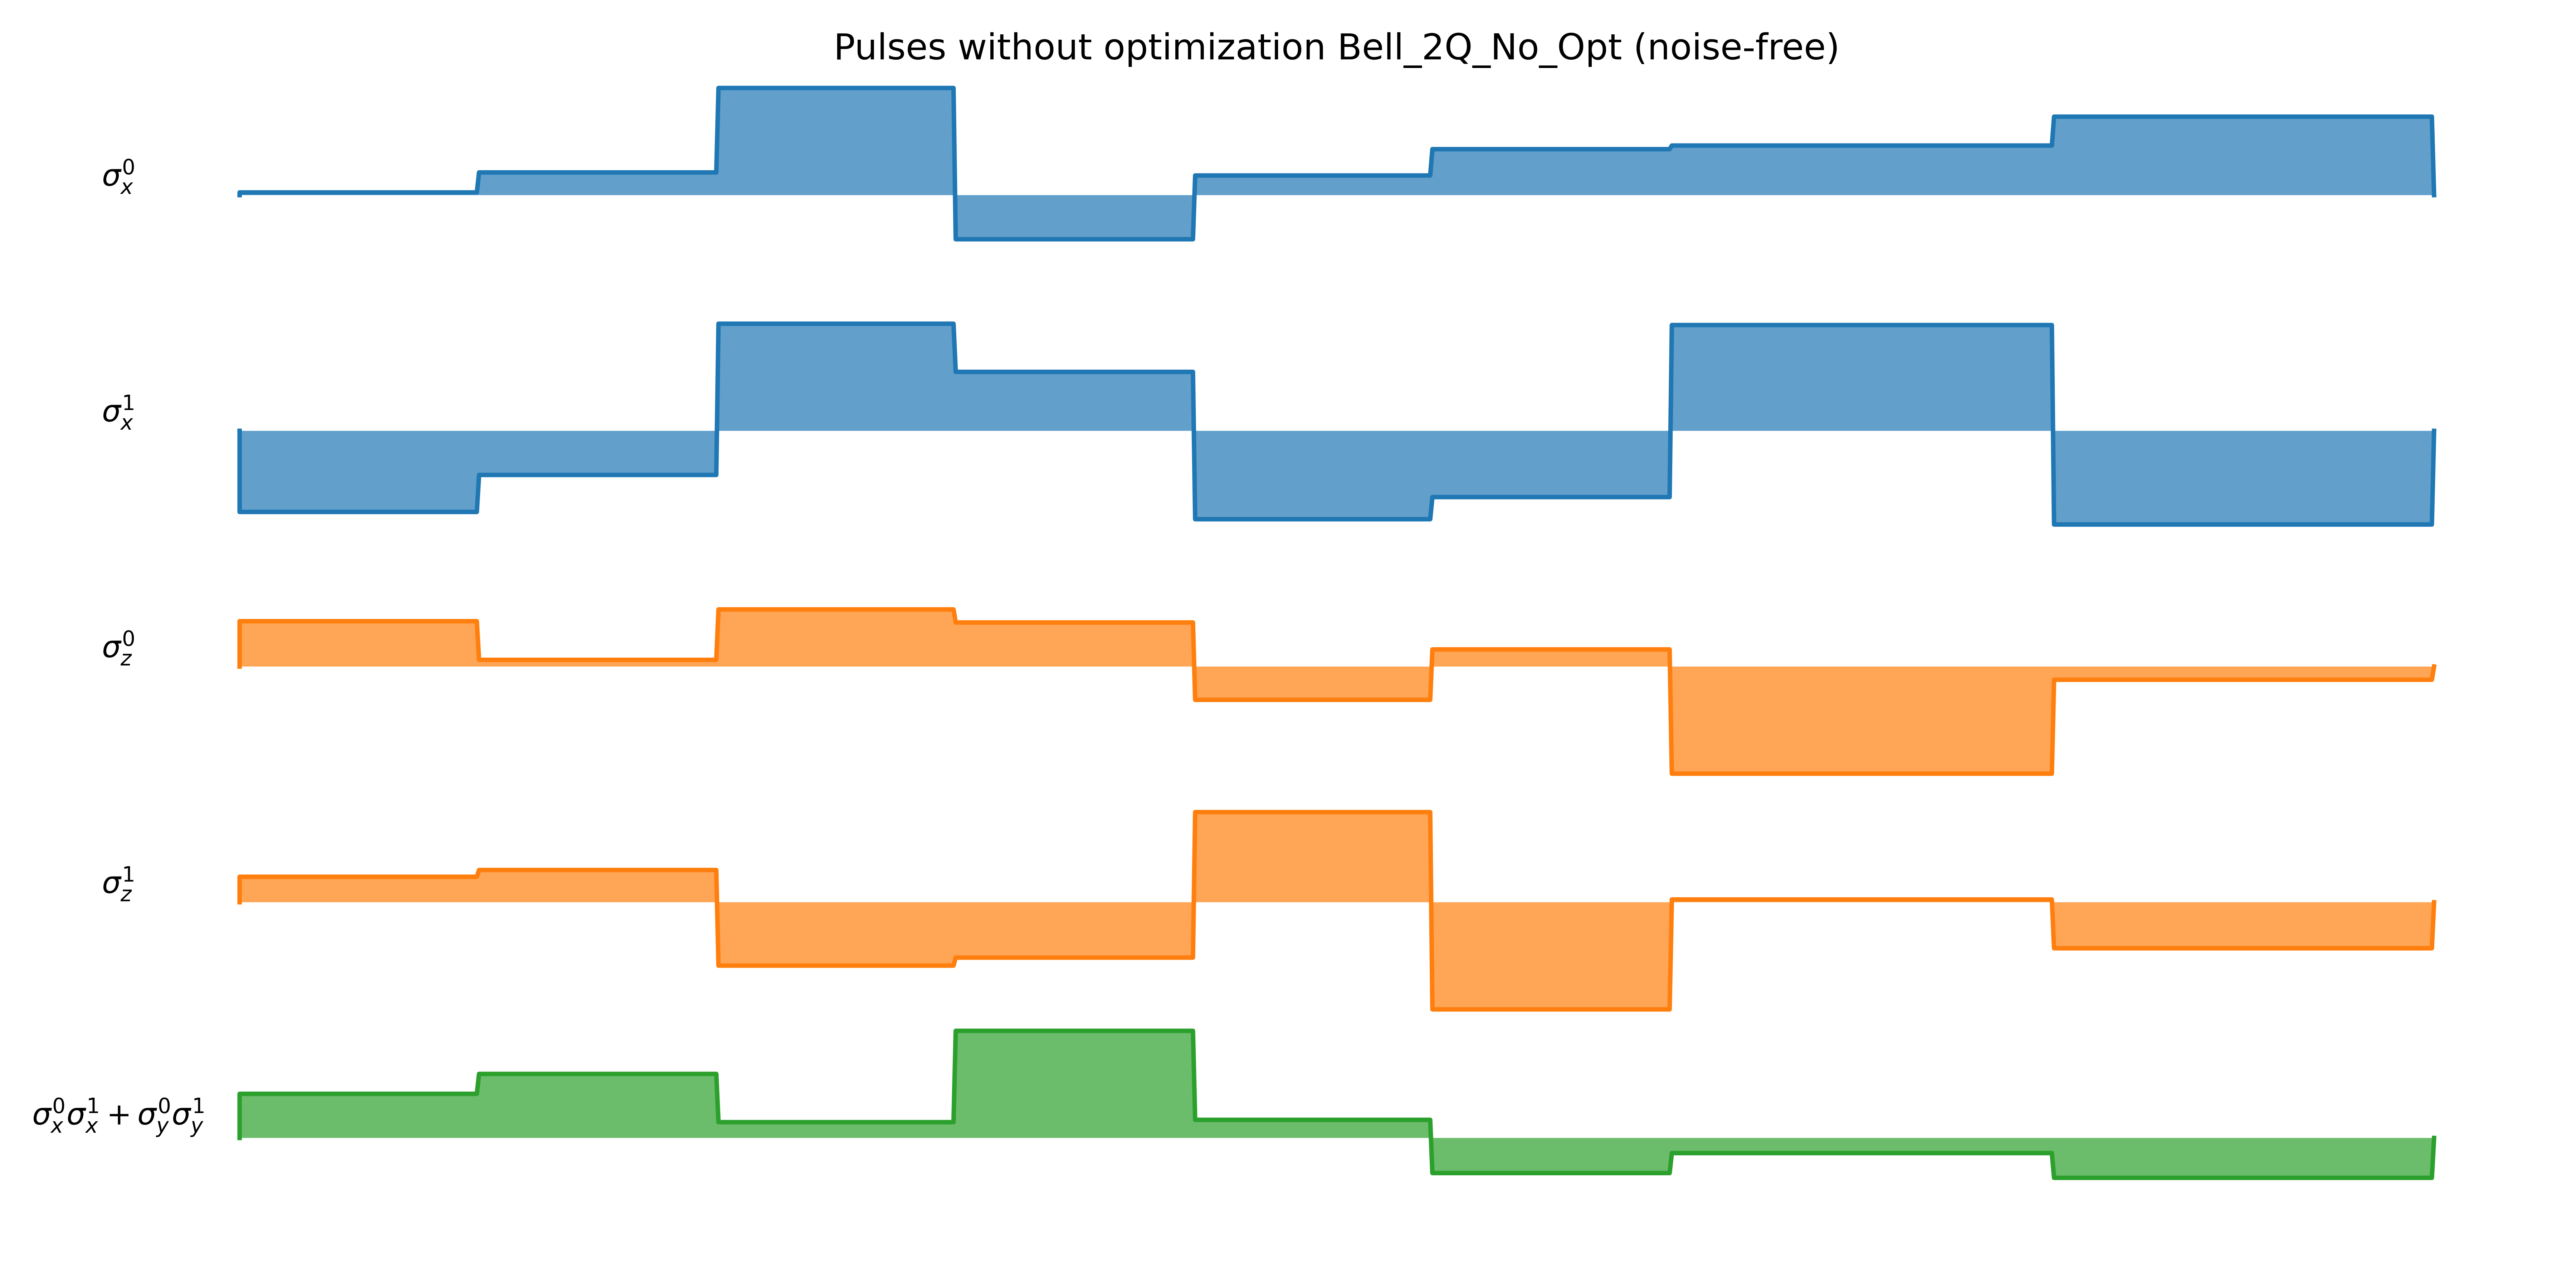 Pulses without optimization Bell_2Q_No_Opt (noise-free)
σ_x^0
σ_x^1
σ_z^0
σ_z^1
σ_x^0σ_x^1 + σ_y^0σ_y^1